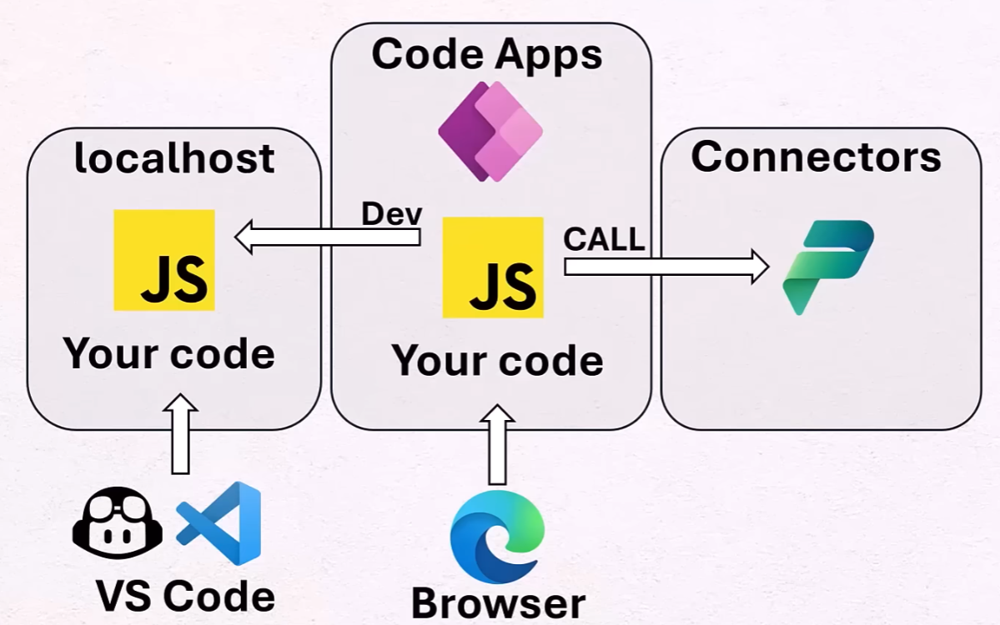 Code Apps
localhost
Connectors
Dev
CALL
JS
JS
Your code
Your code
VS Code
Browser